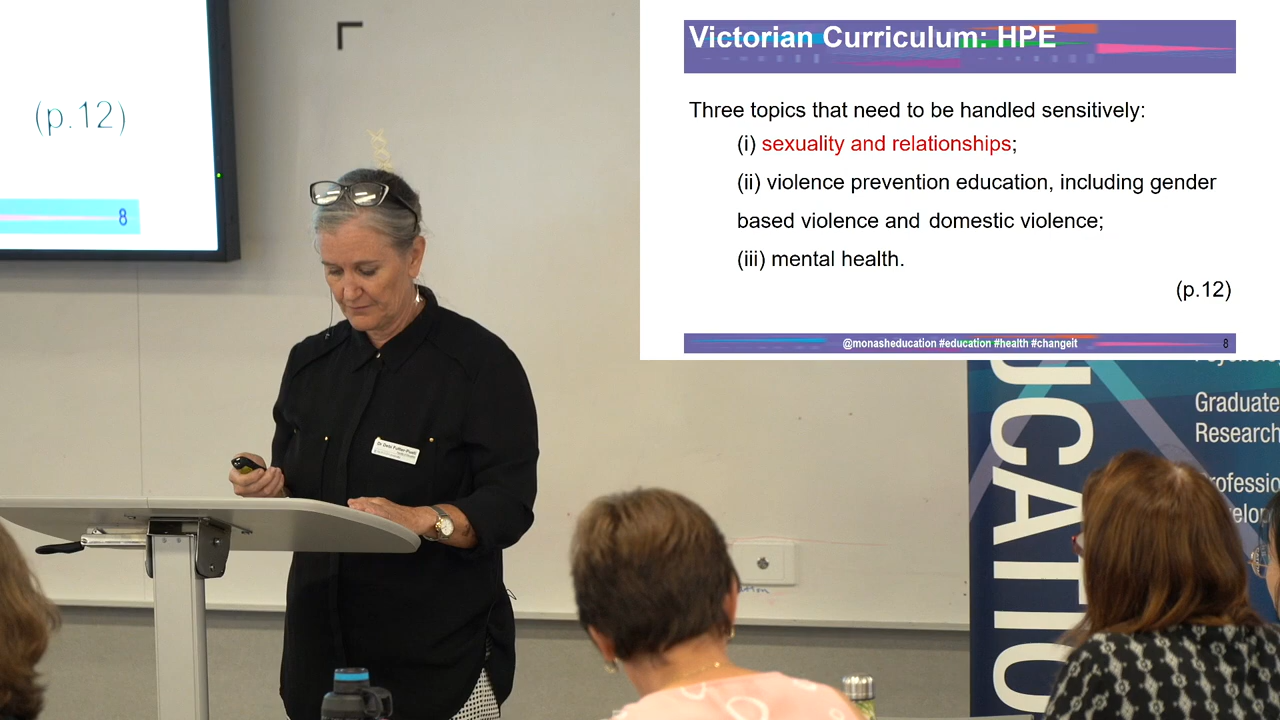 (p.12)
8
Victorian Curriculum: HPE
Three topics that need to be handled sensitively:
(i) sexuality and relationships;
(ii) violence prevention education, including gender
based violence and domestic violence;
(iii) mental health.
(p.12)
@monasheducation #education #health #changeit
8
Graduate
Research